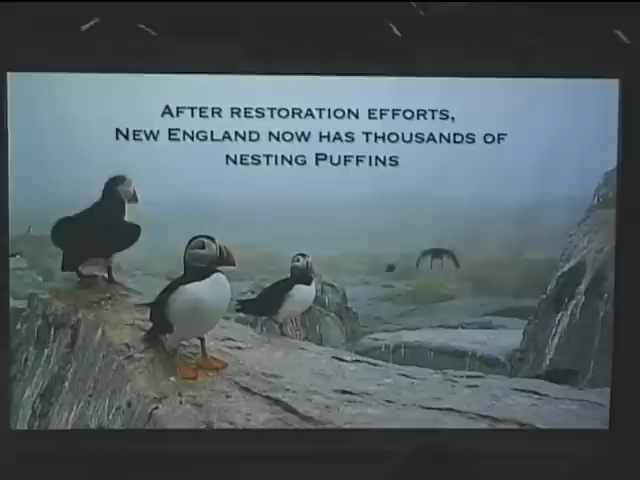 After restoration efforts,
New England now has thousands of
nesting Puffins